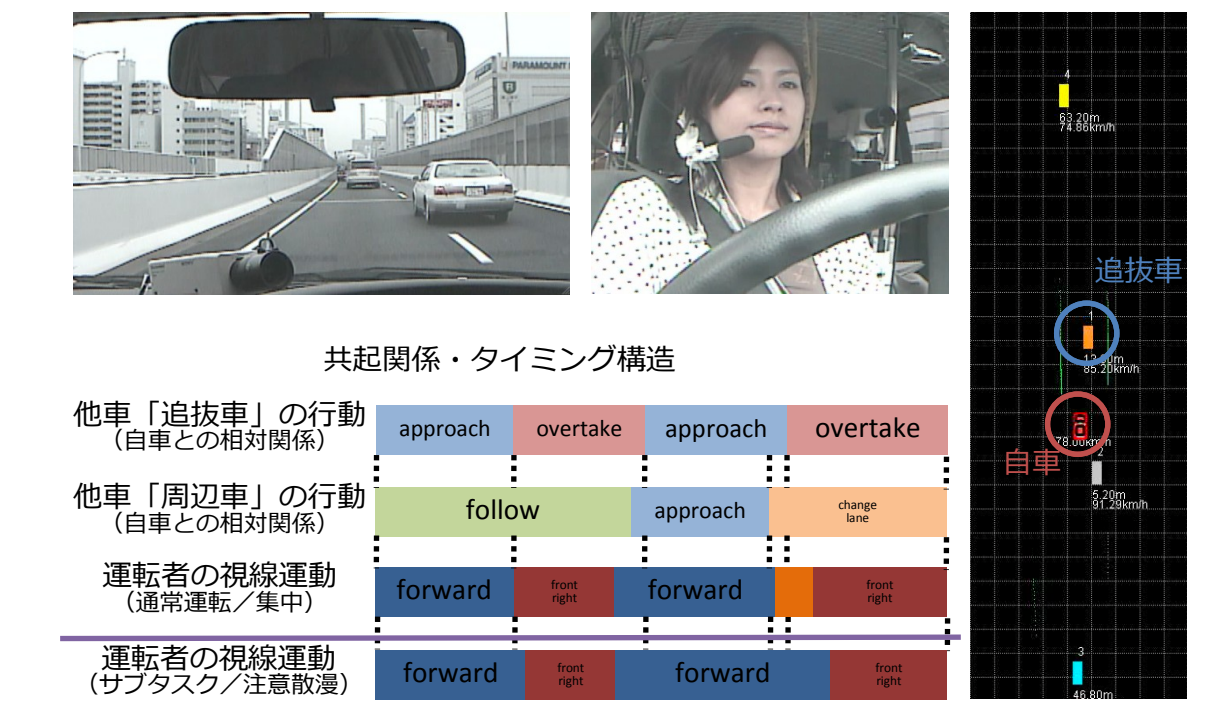 PARAMOUNT
4
63.20m
74.86km/h
追抜車
1
85.20km/h
自車
2
5.20m
91.29km/h
3
46.80m
共起関係・タイミング構造
他車「追抜車」の行動
（自車との相対関係）
approach
overtake
approach
overtake
他車「周辺車」の行動
（自車との相対関係）
follow
approach
change
lane
運転者の視線運動
（通常運転／集中）
forward
front
right
forward
front
right
運転者の視線運動
（サブタスク／注意散漫）
forward
front
right
forward
front
right